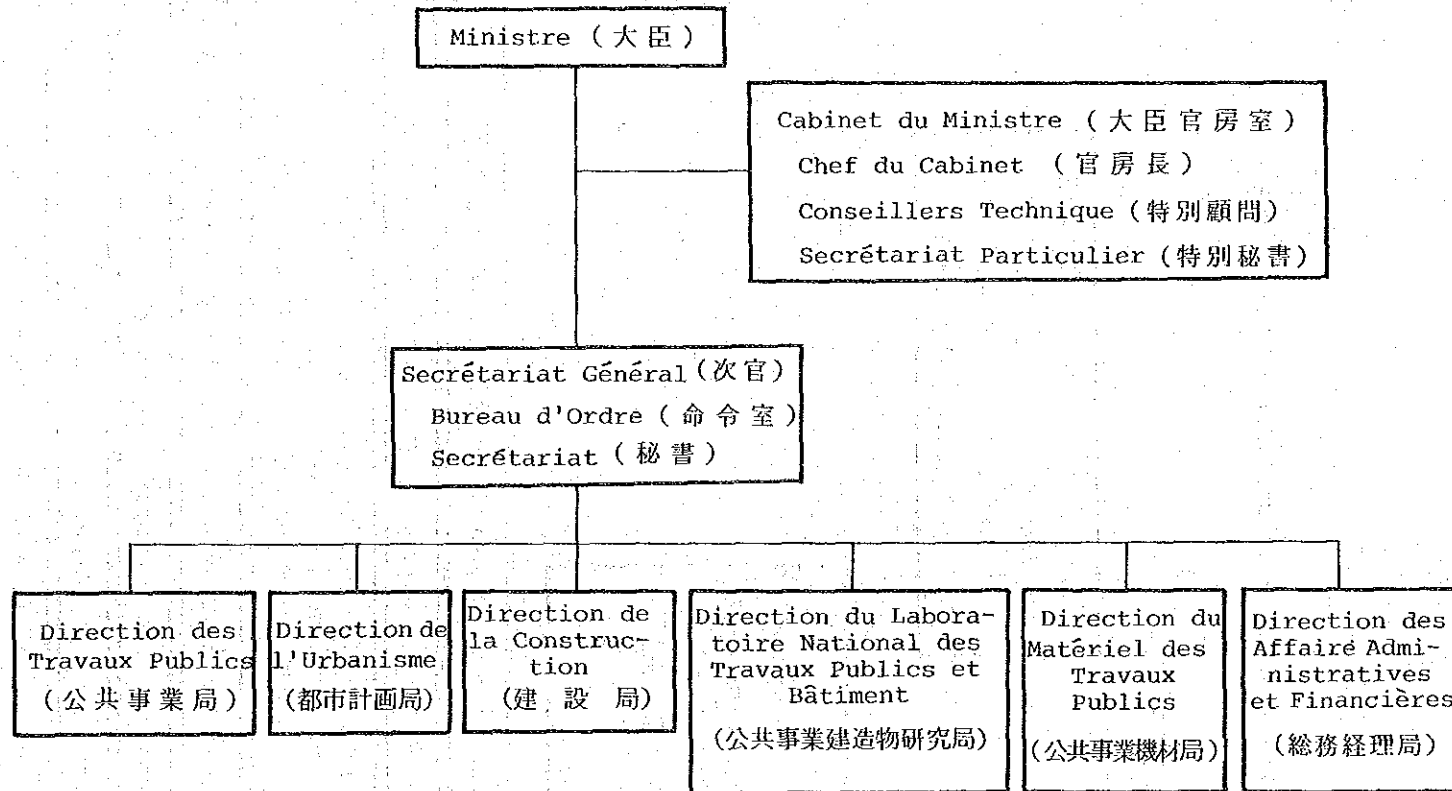 Ministre (大臣)
Cabinet du Ministre (大臣官房室)
Chef du Cabinet (官房長)
Conseillers Technique (特別顧問)
Secrétariat Particulier (特別秘書)
Secrétariat Général (次官)
Bureau d'Ordre (命令室)
Secrétariat (秘書)
Direction des
Travaux Publics
(公共事業局)
Direction de
l'Urbanisme
(都市計画局)
Direction de
la Construc-
tion
(建設局)
Direction du Labora-
toire National des
Travaux Publics et
Bâtiment
(公共事業建造物研究局)
Direction du
Matériel des
Travaux
Publics
(公共事業機材局)
Direction des
Affairé Admi-
nistratives
et Financières
(総務経理局)